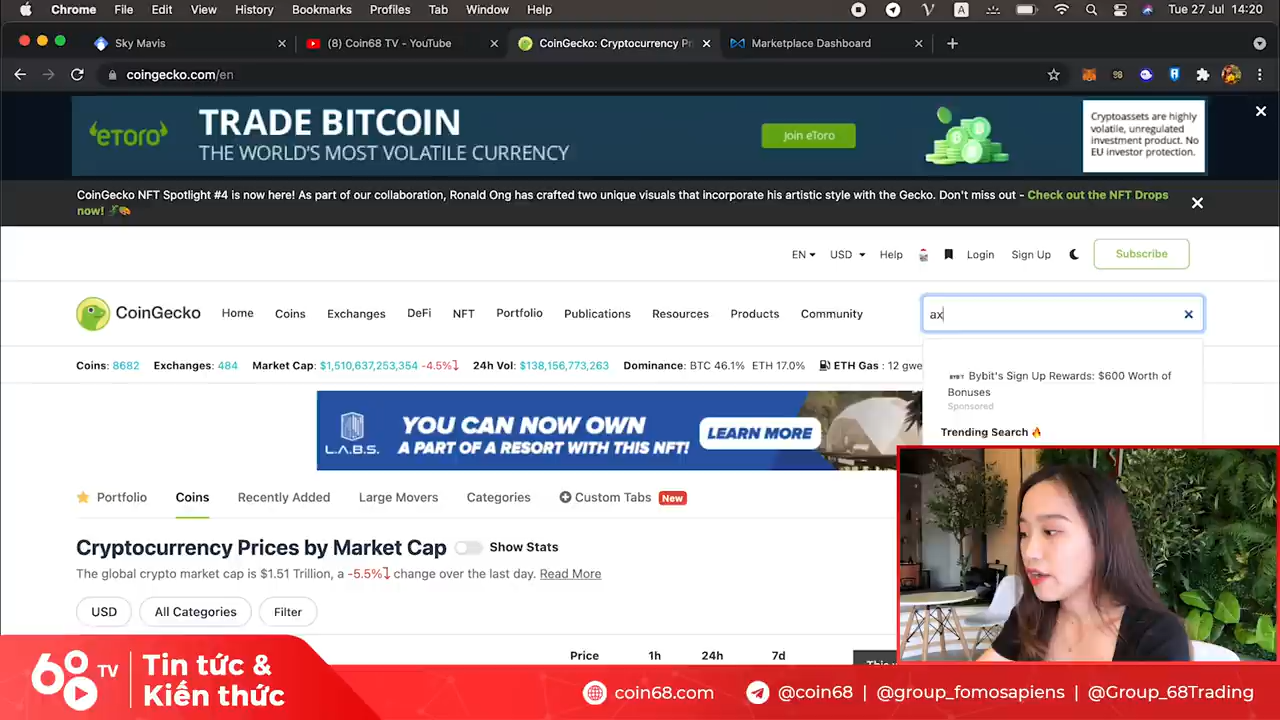 Chrome File Edit View History Bookmarks Profiles Tab Window Help A Tue 27 Jul 14:20
Sky Mavis
(8) Coin68 TV - YouTube
CoinGecko: Cryptocurrency Pr
Marketplace Dashboard
coingecko.com/en
eToro
TRADE BITCOIN
THE WORLD'S MOST VOLATILE CURRENCY
Join eToro
Cryptoassets are highly
volatile, unregulated
investment product. No
EU investor protection.
CoinGecko NFT Spotlight #4 is now here! As part of our collaboration, Ronald Ong has crafted two unique visuals that incorporate his artistic style with the Gecko. Don't miss out - Check out the NFT Drops
now!
EN USD Help Login Sign Up Subscribe
CoinGecko Home Coins Exchanges DeFi NFT Portfolio Publications Resources Products Community
ax
Coins: 8682 Exchanges: 484 Market Cap: $1,510,637,253,354 -4.5% 24h Vol: $138,156,773,263 Dominance: BTC 46.1% ETH 17.0% ETH Gas : 12 gwe
Bybit's Sign Up Rewards: $600 Worth of
Bonuses
Sponsored
Trending Search 🔥
L.A.B.S.
YOU CAN NOW OWN
A PART OF A RESORT WITH THIS NFT!
LEARN MORE
Portfolio Coins Recently Added Large Movers Categories Custom Tabs New
Cryptocurrency Prices by Market Cap Show Stats
The global crypto market cap is $1.51 Trillion, a -5.5% change over the last day. Read More
USD All Categories Filter
Price 1h 24h 7d
68 TV
Tin tức &
Kiến thức
coin68.com @coin68 | @group_fomosapiens | @Group_68Trading